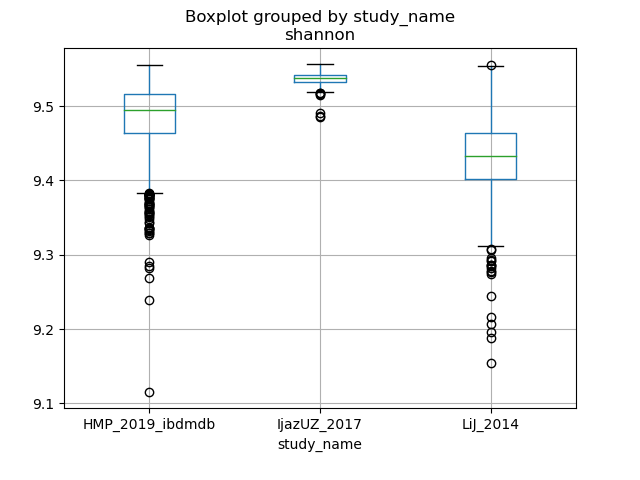 Boxplot grouped by study_name
shannon
9.5
9.4
9.3
9.2
9.1
HMP_2019_ibdmdb IjazUZ_2017 LiJ_2014
study_name